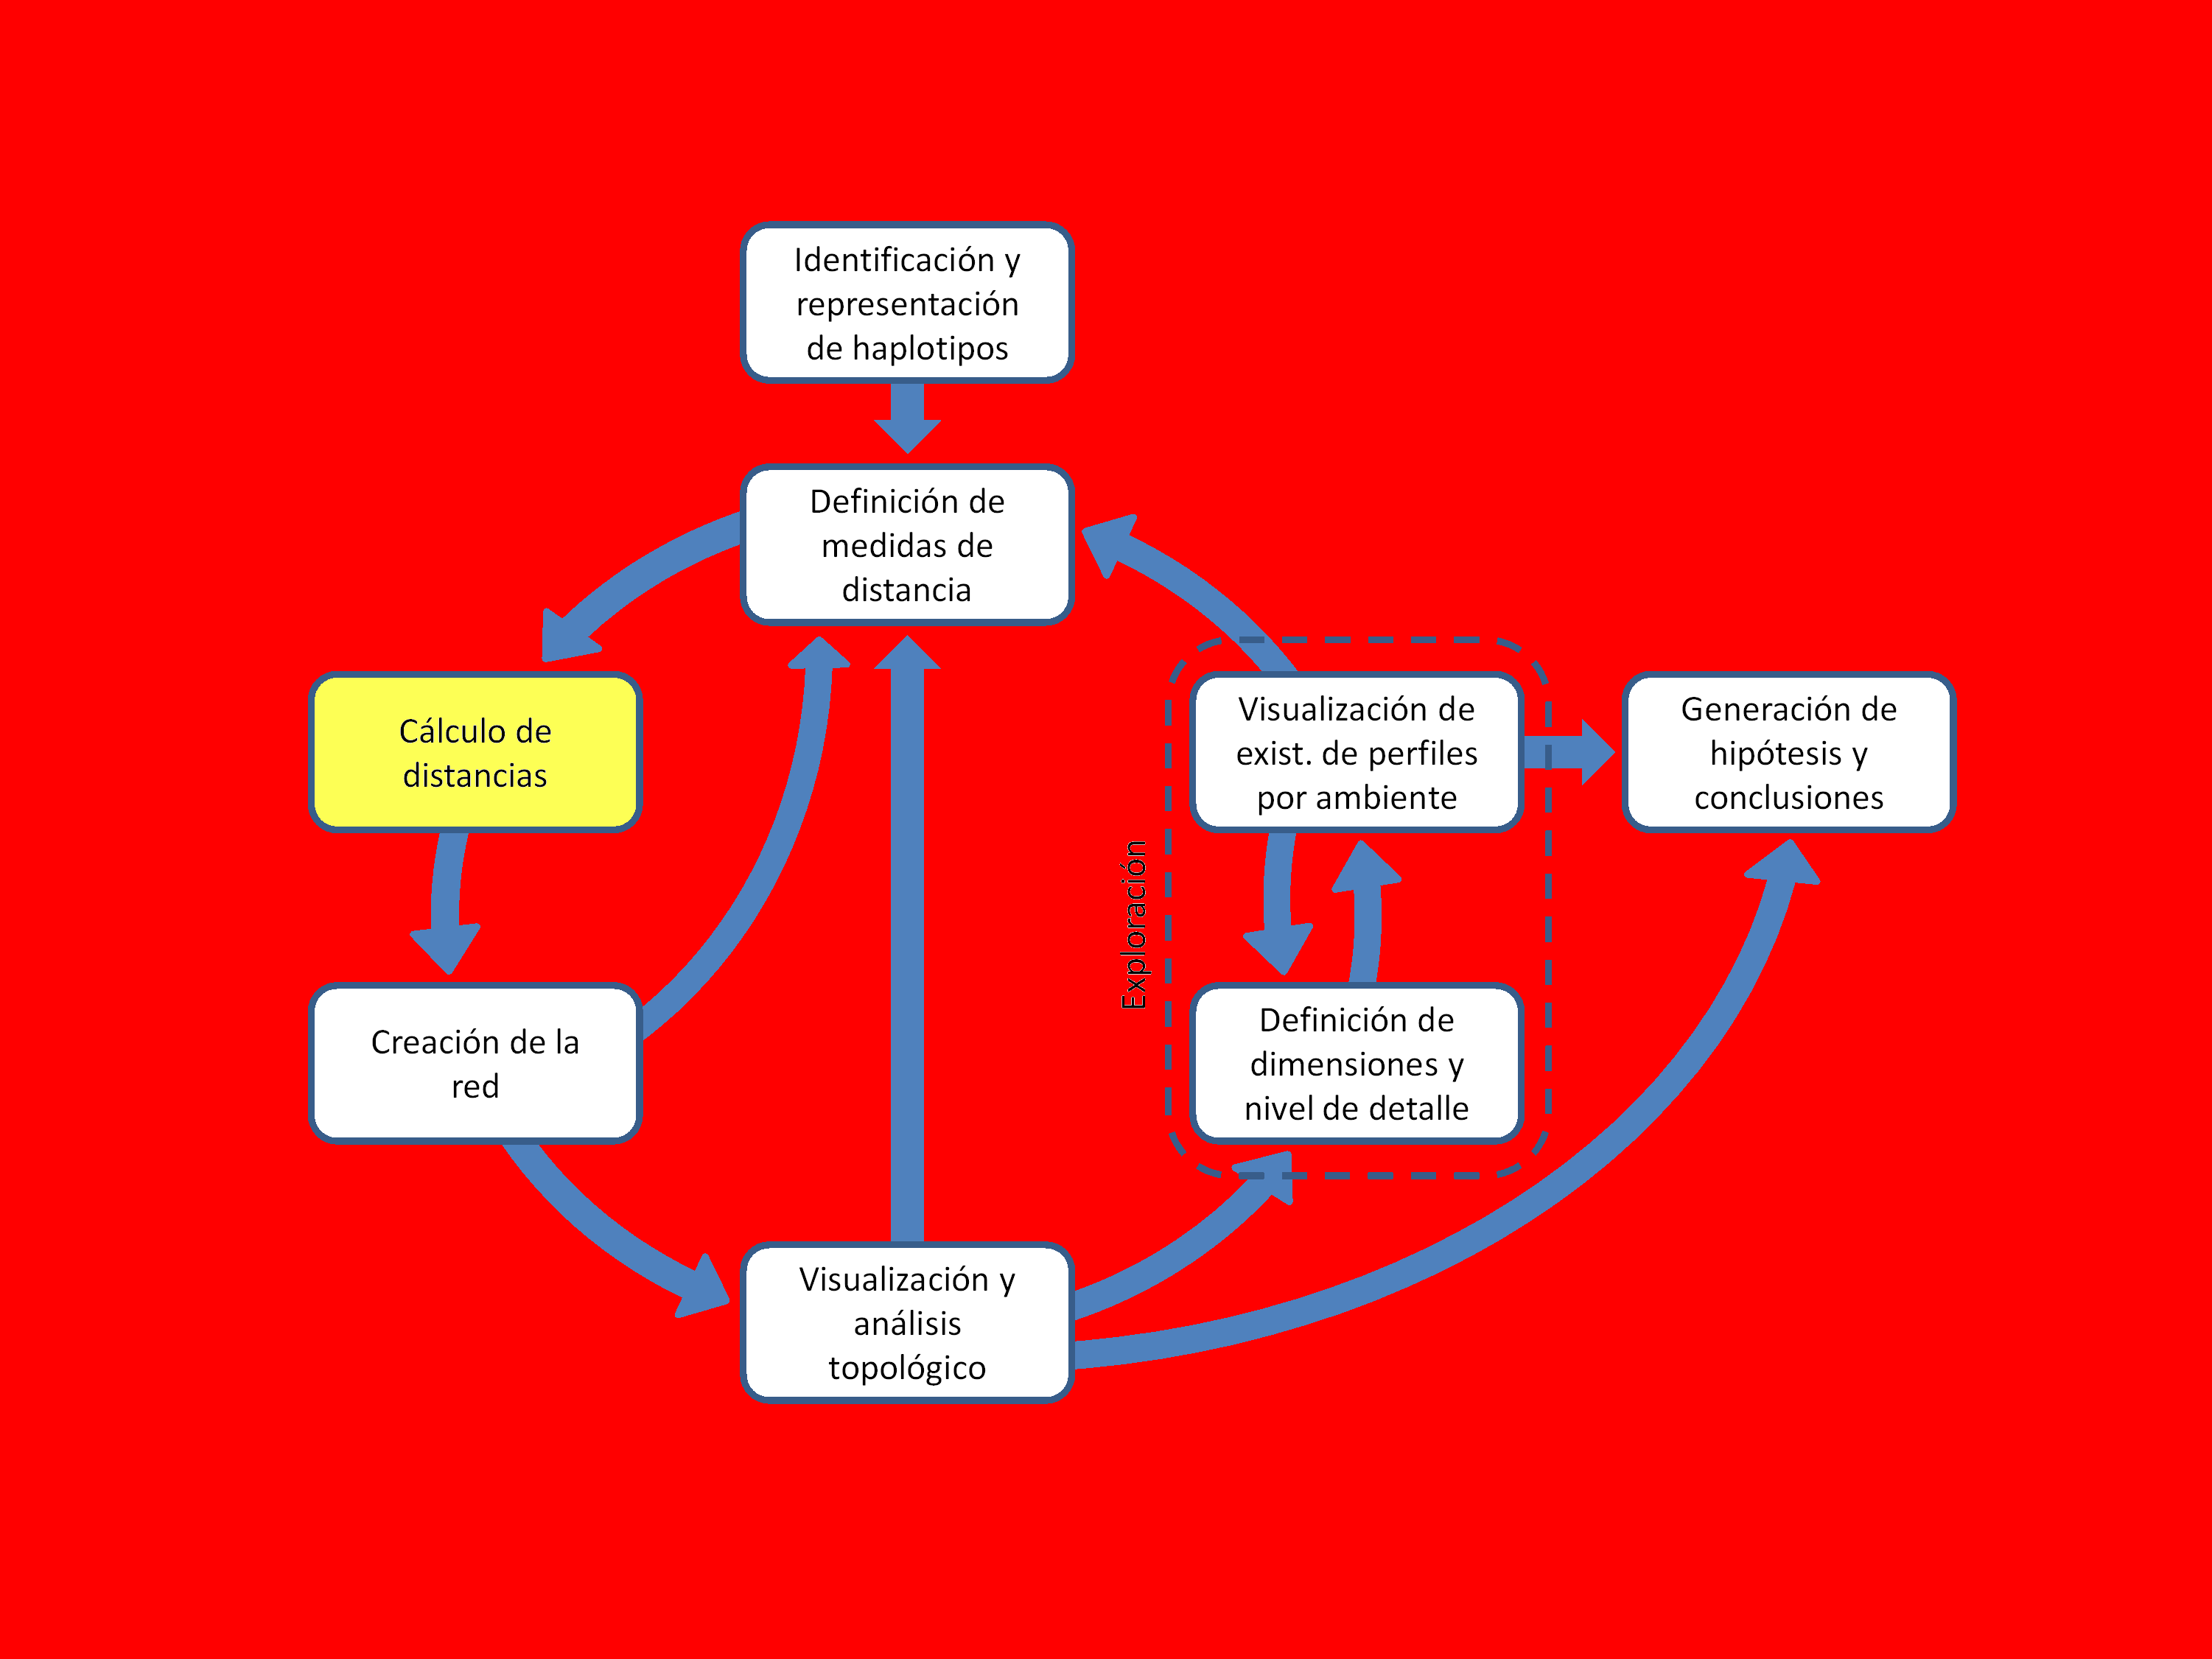 Identificación y
representación
de haplotipos
Definición de
medidas de
distancia
Cálculo de
distancias
Visualización de
exist. de perfiles
por ambiente
Generación de
hipótesis y
conclusiones
Exploración
Creación de la
red
Definición de
dimensiones y
nivel de detalle
Visualización y
análisis
topológico